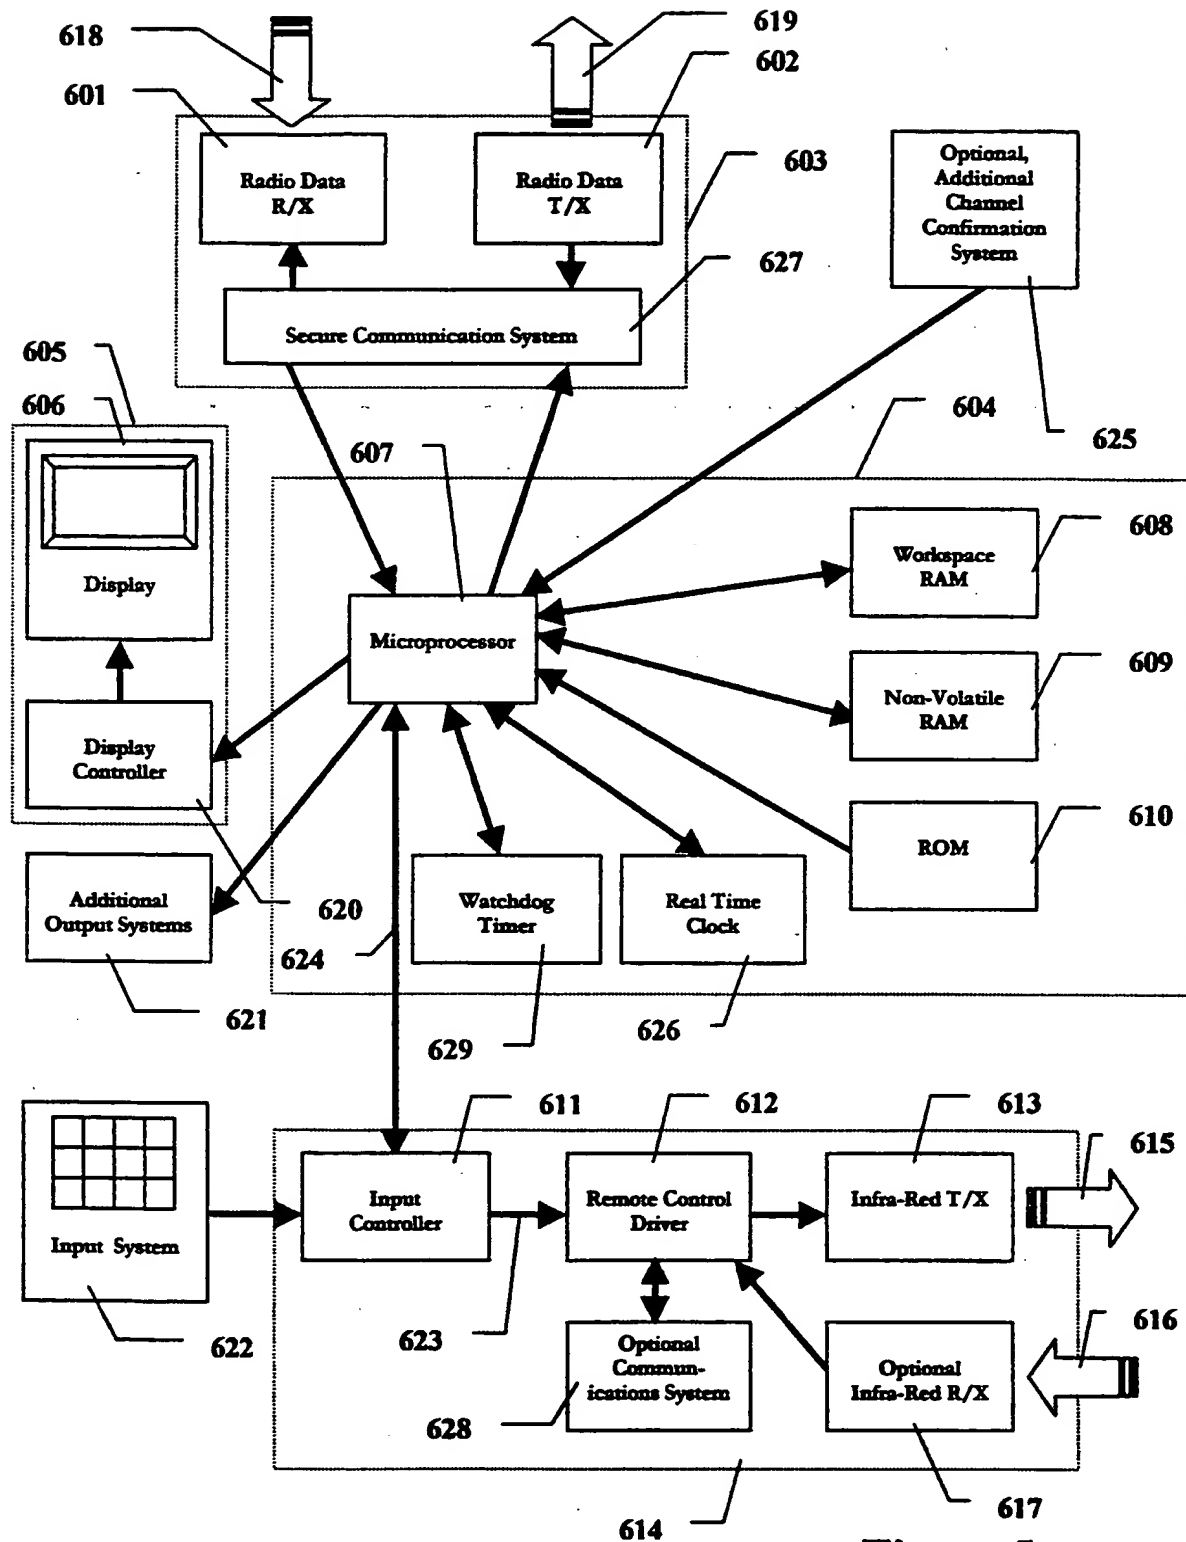 618
619
601
602
Radio Data
R/X
Radio Data
T/X
603
Optional,
Additional
Channel
Confirmation
System
627
Secure Communication System
605
606
604
607
625
Display
Microprocessor
Workspace
RAM
608
Non-Volatile
RAM
609
Display
Controller
ROM
610
Additional
Output Systems
620
624
Watchdog
Timer
Real Time
Clock
621
629
626
Input System
622
611
612
613
615
Input
Controller
Remote Control
Driver
Infra-Red T/X
623
616
Optional
Commun-
ications System
Optional
Infra-Red R/X
628
617
614